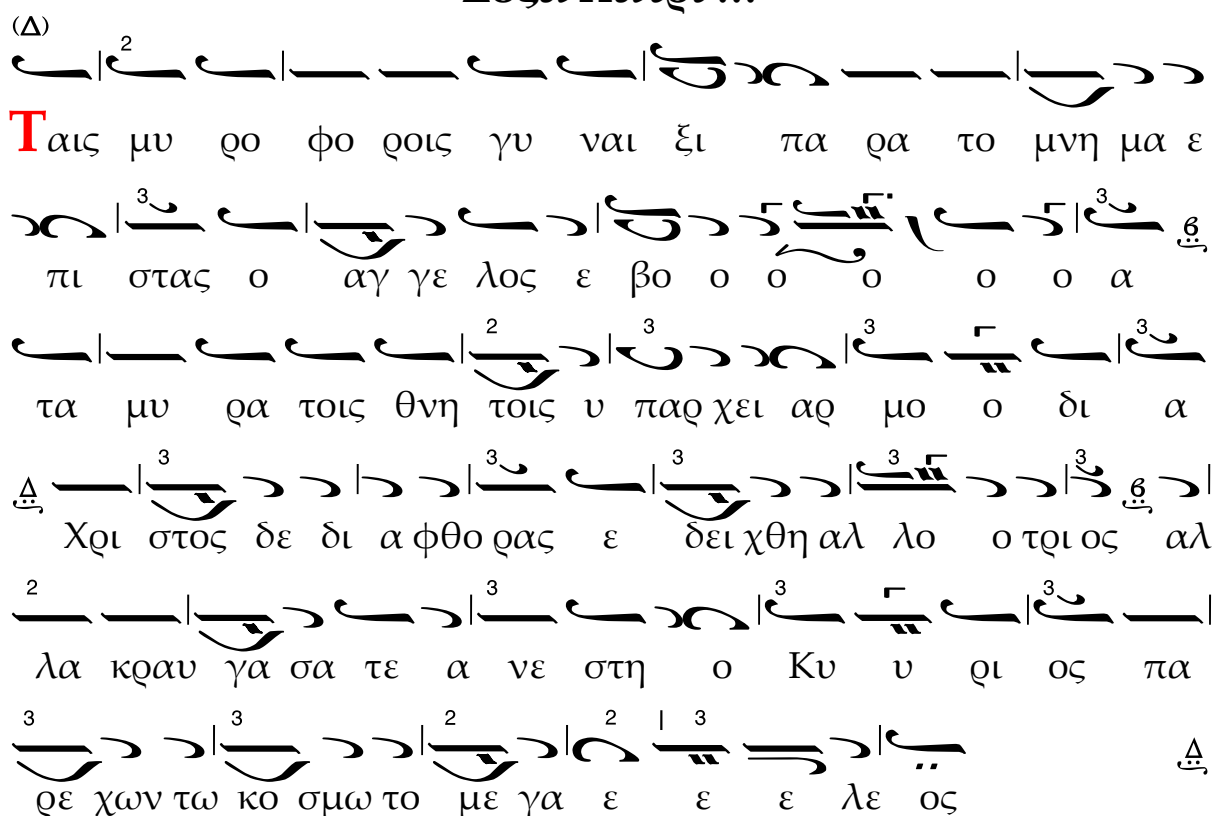 Δόξα Πατρί...
(Δ)
Ταις μυ ρο φο ροις γυ ναι ξι πα ρα το μνη μα ε
πι στας ο αγ γε λος ε βο ο ο ο ο ο α
τα μυ ρα τοις θνη τοις υ παρ χει αρ μο ο δι α
Χρι στος δε δι α φθο ρας ε δει χθη αλ λο ο τρι ος αλ
λα κραυ γα σα τε α νε στη ο Κυ υ ρι ος πα
ρε χων τω κο σμω το με γα ε ε ε λε ος